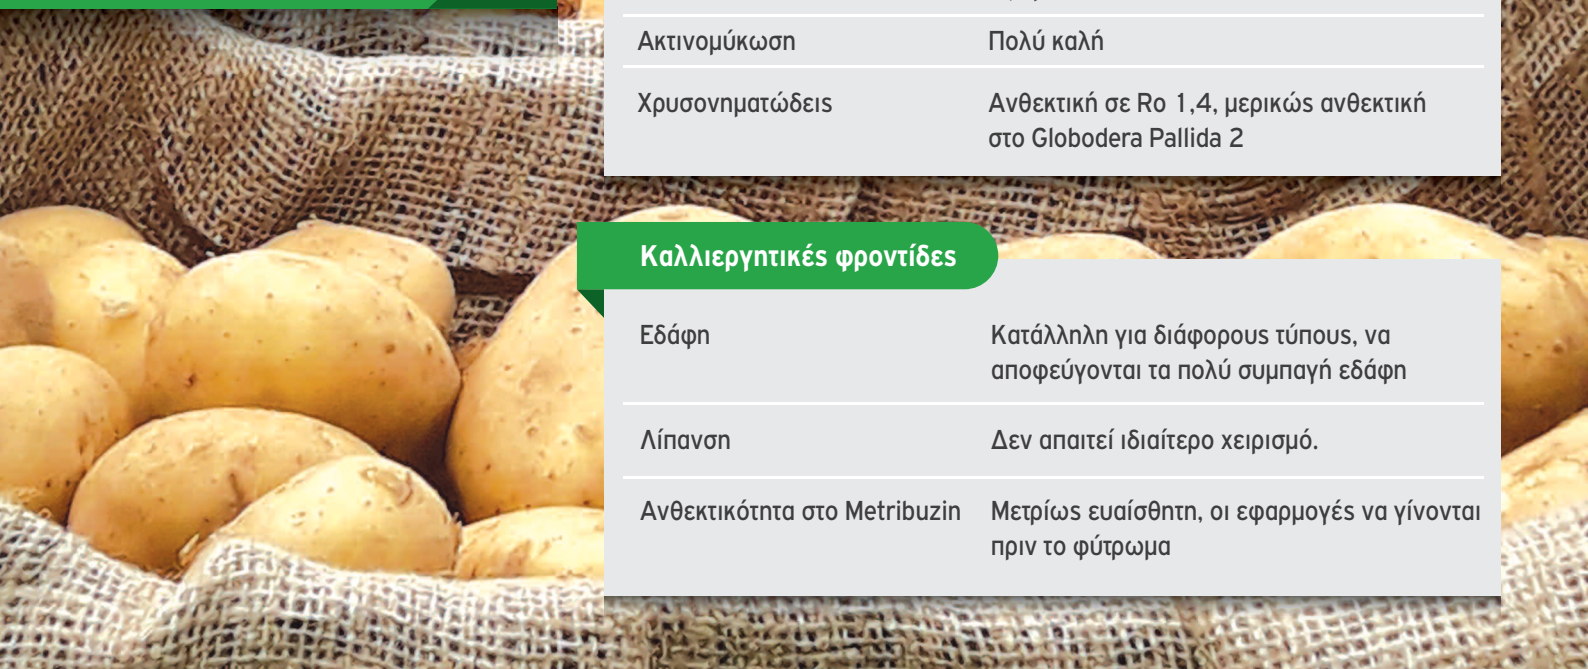 Ακτινομύκωση Πολύ καλή
Χρυσονηματώδεις Ανθεκτική σε Ro 1,4, μερικώς ανθεκτική
στο Globodera Pallida 2
Καλλιεργητικές φροντίδες
Εδάφη Κατάλληλη για διάφορους τύπους, να
αποφεύγονται τα πολύ συμπαγή εδάφη
Λίπανση Δεν απαιτεί ιδιαίτερο χειρισμό.
Ανθεκτικότητα στο Metribuzin Μετρίως ευαίσθητη, οι εφαρμογές να γίνονται
πριν το φύτρωμα